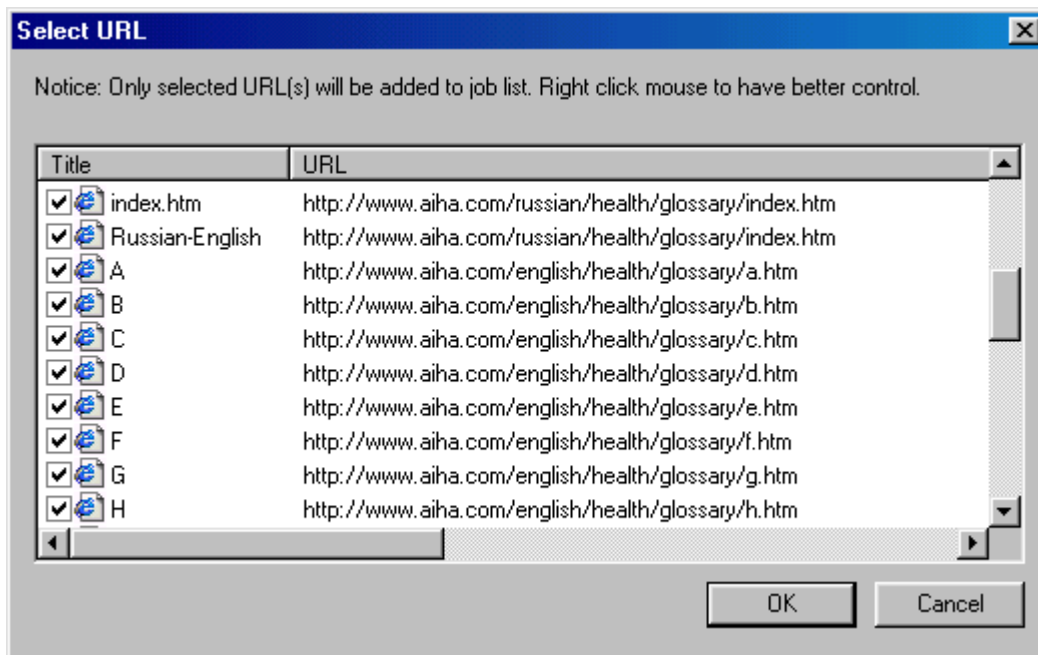 Select URL
Notice: Only selected URL(s) will be added to job list. Right click mouse to have better control.
Title URL
index.htm http://www.aiha.com/russian/health/glossary/index.htm
Russian-English http://www.aiha.com/russian/health/glossary/index.htm
A http://www.aiha.com/english/health/glossary/a.htm
B http://www.aiha.com/english/health/glossary/b.htm
C http://www.aiha.com/english/health/glossary/c.htm
D http://www.aiha.com/english/health/glossary/d.htm
E http://www.aiha.com/english/health/glossary/e.htm
F http://www.aiha.com/english/health/glossary/f.htm
G http://www.aiha.com/english/health/glossary/g.htm
H http://www.aiha.com/english/health/glossary/h.htm
OK Cancel